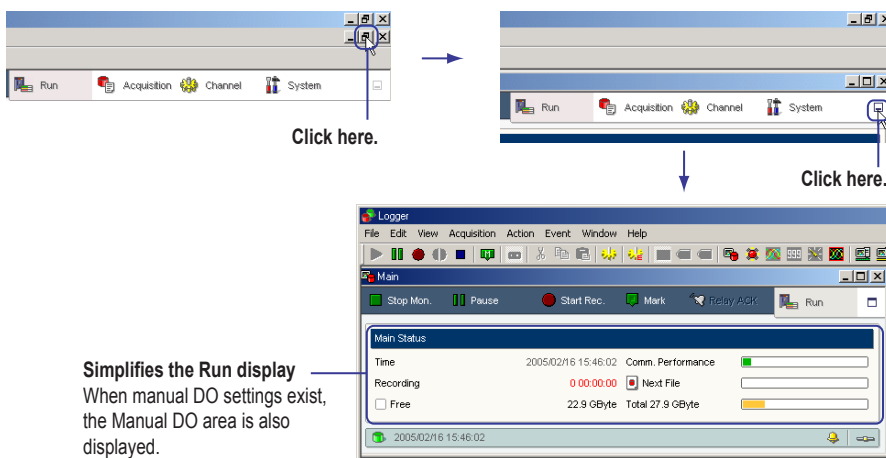 Run Acquisition Channel System
Click here.
Run Acquisition Channel System
Click here.
Logger
File Edit View Acquisition Action Event Window Help
Main
Stop Mon. Pause Start Rec. Mark Relay ACK Run
Main Status
Time 2005/02/16 15:46:02 Comm. Performance
Recording 0 00:00:00 Next File
Free 22.9 GByte Total 27.9 GByte
2005/02/16 15:46:02
Simplifies the Run display
When manual DO settings exist,
the Manual DO area is also
displayed.